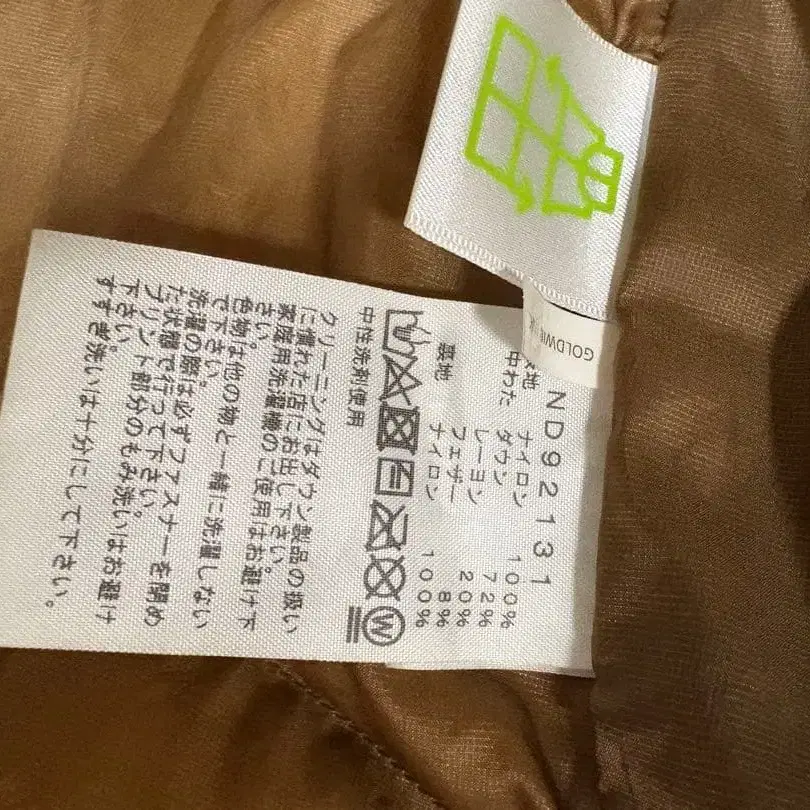 GOLDWIN
ND92131
表地 ナイロン 100%
中わた ダウン 72%
レーヨン 20%
フェザー 8%
裏地 ナイロン 100%
中性洗剤使用
クリーニングはダウン製品の扱い
に慣れた店にお出し下さい。
家庭用洗濯機のご使用はお避け下
さい。
色物は他の物と一緒に洗濯しない
で下さい。
洗濯の際は必ずファスナーを閉め
た状態で行って下さい。
プリント部分のもみ洗いはお避け
下さい。
すすぎ洗いは十分にして下さい。
W